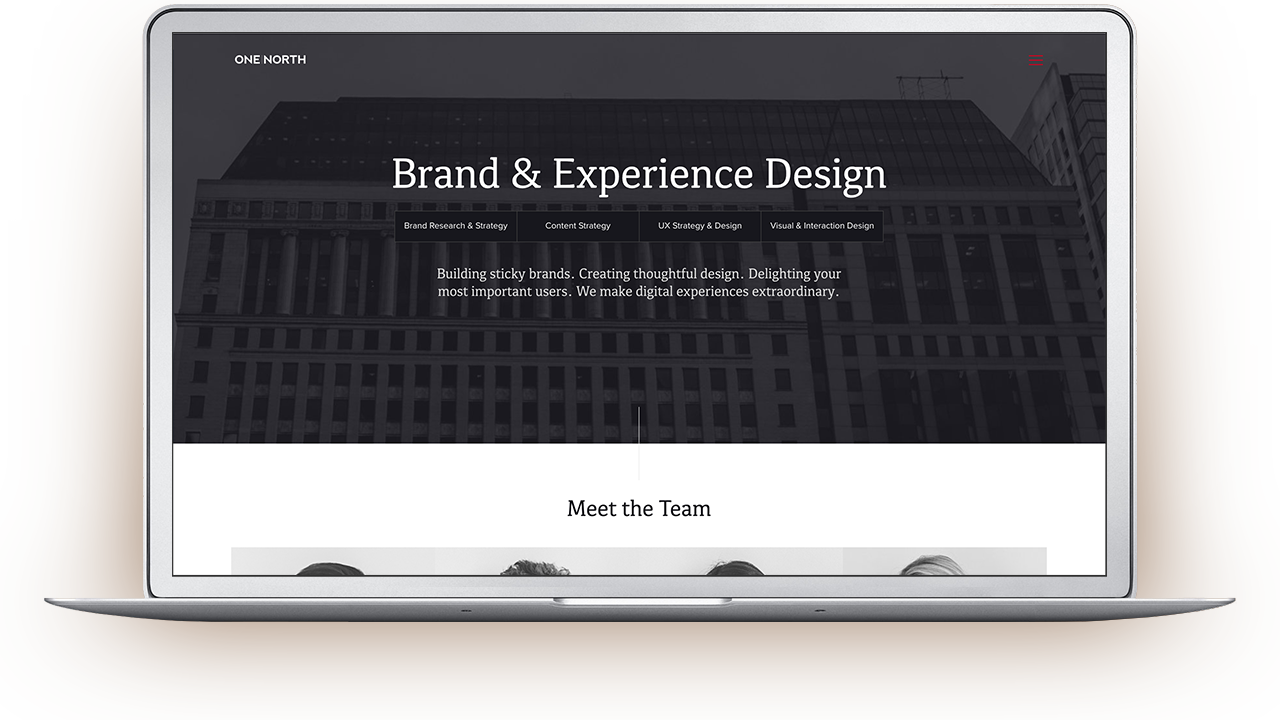 ONE NORTH
Brand & Experience Design
Brand Research & Strategy
Content Strategy
UX Strategy & Design
Visual & Interaction Design
Building sticky brands. Creating thoughtful design. Delighting your
most important users. We make digital experiences extraordinary.
Meet the Team